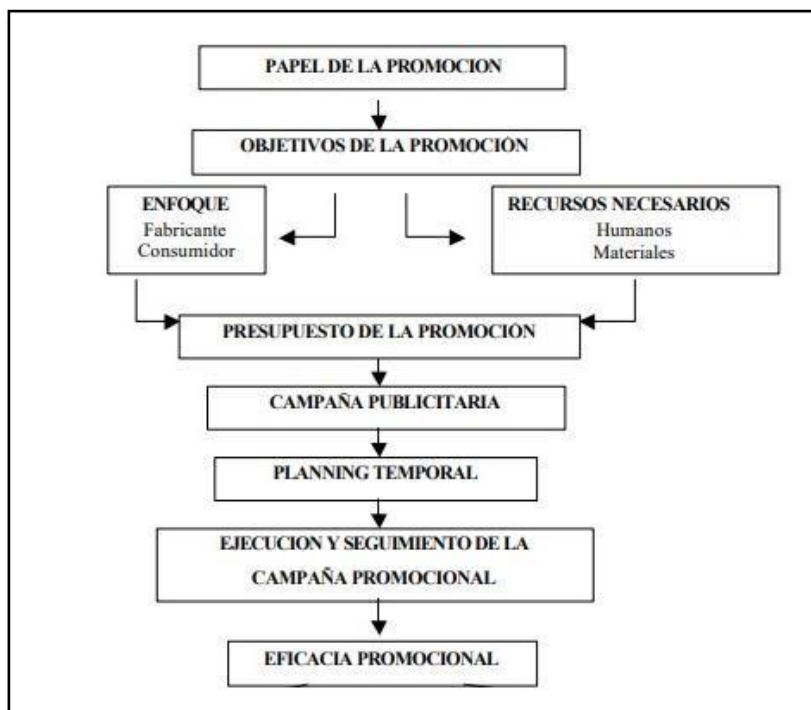 PAPEL DE LA PROMOCION
OBJETIVOS DE LA PROMOCIÓN
ENFOQUE
Fabricante
Consumidor
RECURSOS NECESARIOS
Humanos
Materiales
PRESUPUESTO DE LA PROMOCIÓN
CAMPAÑA PUBLICITARIA
PLANNING TEMPORAL
EJECUCION Y SEGUIMIENTO DE LA
CAMPAÑA PROMOCIONAL
EFICACIA PROMOCIONAL